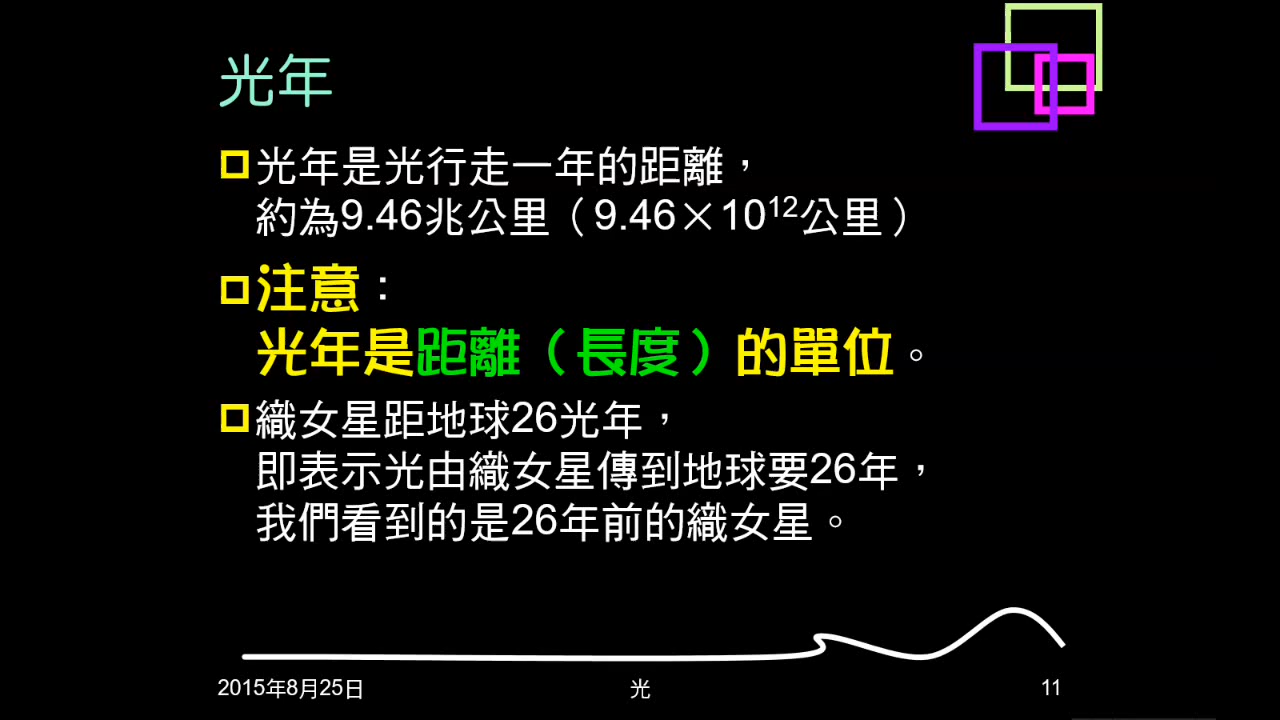 光年
光年是光行走一年的距離，
約為9.46兆公里（9.46×10¹²公里）
注意：
光年是距離（長度）的單位。
織女星距地球26光年，
即表示光由織女星傳到地球要26年，
我們看到的是26年前的織女星。
2015年8月25日
光
11